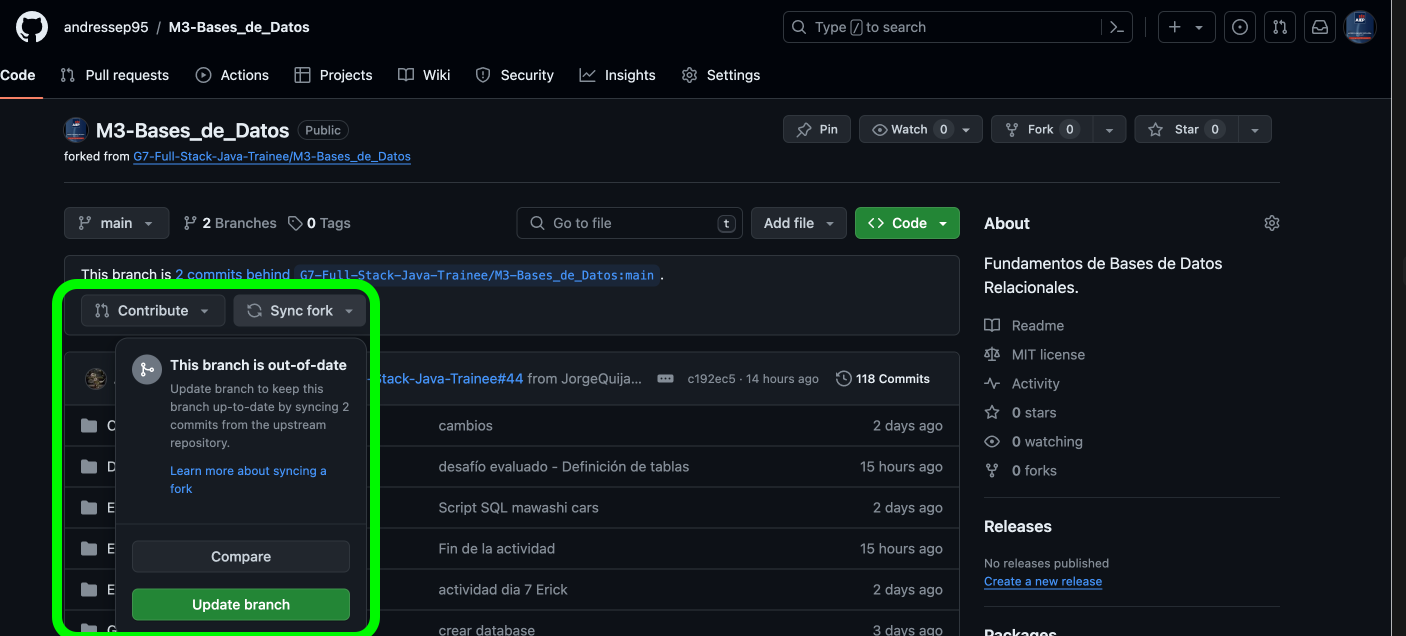 andressep95 / M3-Bases_de_Datos
Type / to search
Code Pull requests Actions Projects Wiki Security Insights Settings
M3-Bases_de_Datos Public
Pin Watch 0 Fork 0 Star 0
forked from G7-Full-Stack-Java-Trainee/M3-Bases_de_Datos
main 2 Branches 0 Tags
Go to file t
Add file
Code
This branch is 2 commits behind G7-Full-Stack-Java-Trainee/M3-Bases_de_Datos:main .
Contribute Sync fork
This branch is out-of-date
Update branch to keep this
branch up-to-date by syncing 2
commits from the upstream
repository.
Learn more about syncing a
fork
Compare
Update branch
Stack-Java-Trainee#44 from JorgeQuija... c192ec5 · 14 hours ago 118 Commits
cambios 2 days ago
desafío evaluado - Definición de tablas 15 hours ago
Script SQL mawashi cars 2 days ago
Fin de la actividad 15 hours ago
actividad dia 7 Erick 2 days ago
crear database 3 days ago
About
Fundamentos de Bases de Datos
Relacionales.
Readme
MIT license
Activity
0 stars
0 watching
0 forks
Releases
No releases published
Create a new release
Packages